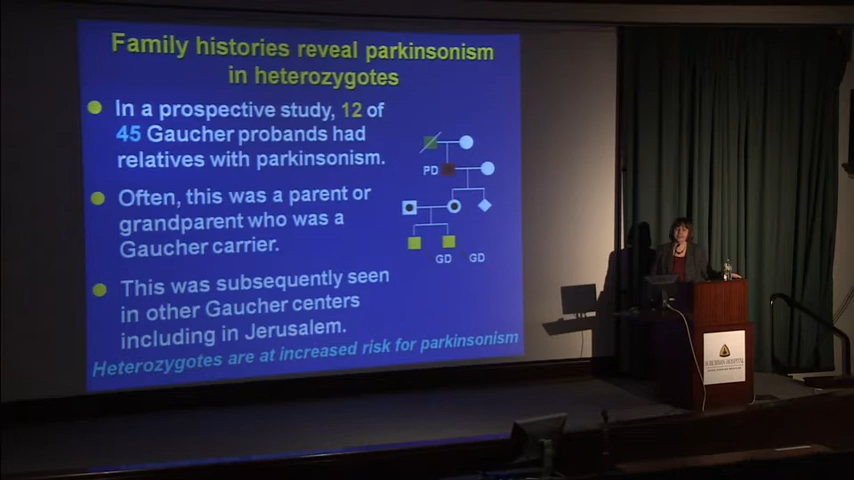 Family histories reveal parkinsonism
in heterozygotes
In a prospective study, 12 of
45 Gaucher probands had
relatives with parkinsonism.
Often, this was a parent or
grandparent who was a
Gaucher carrier.
This was subsequently seen
in other Gaucher centers
including in Jerusalem.
Heterozygotes are at increased risk for parkinsonism
PD
GD GD
SUBURBAN HOSPITAL